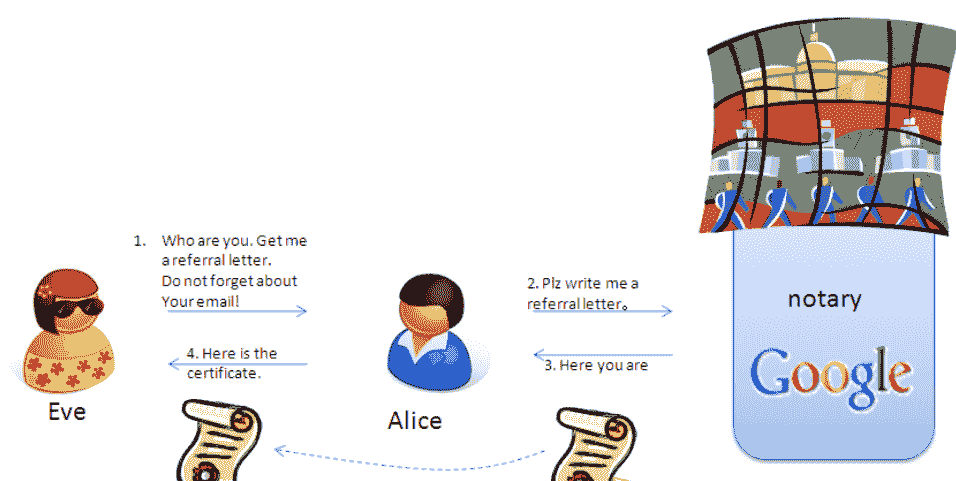 1. Who are you. Get me
a referral letter.
Do not forget about
Your email!
2. Plz write me a
referral letter。
notary
4. Here is the
certificate.
3. Here you are
Google
Eve
Alice